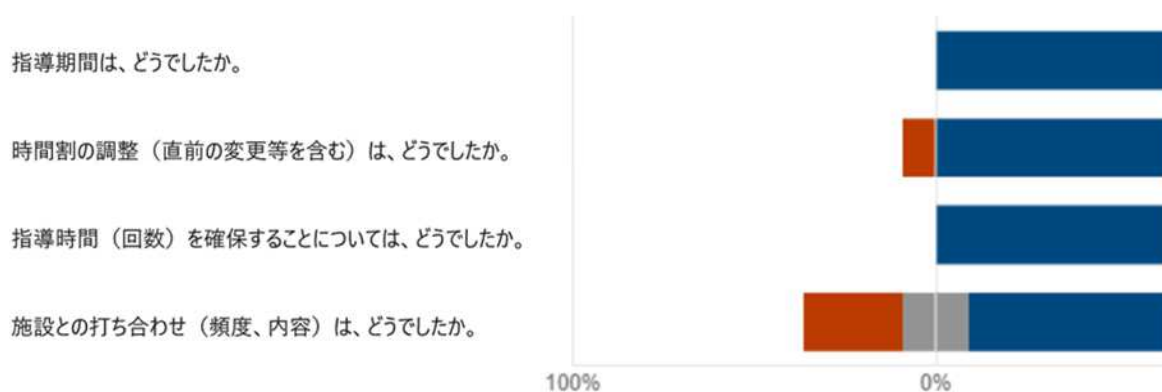 指導期間は、どうでしたか。
時間割の調整（直前の変更等を含む）は、どうでしたか。
指導時間（回数）を確保することについては、どうでしたか。
施設との打ち合わせ（頻度、内容）は、どうでしたか。
100% 0%